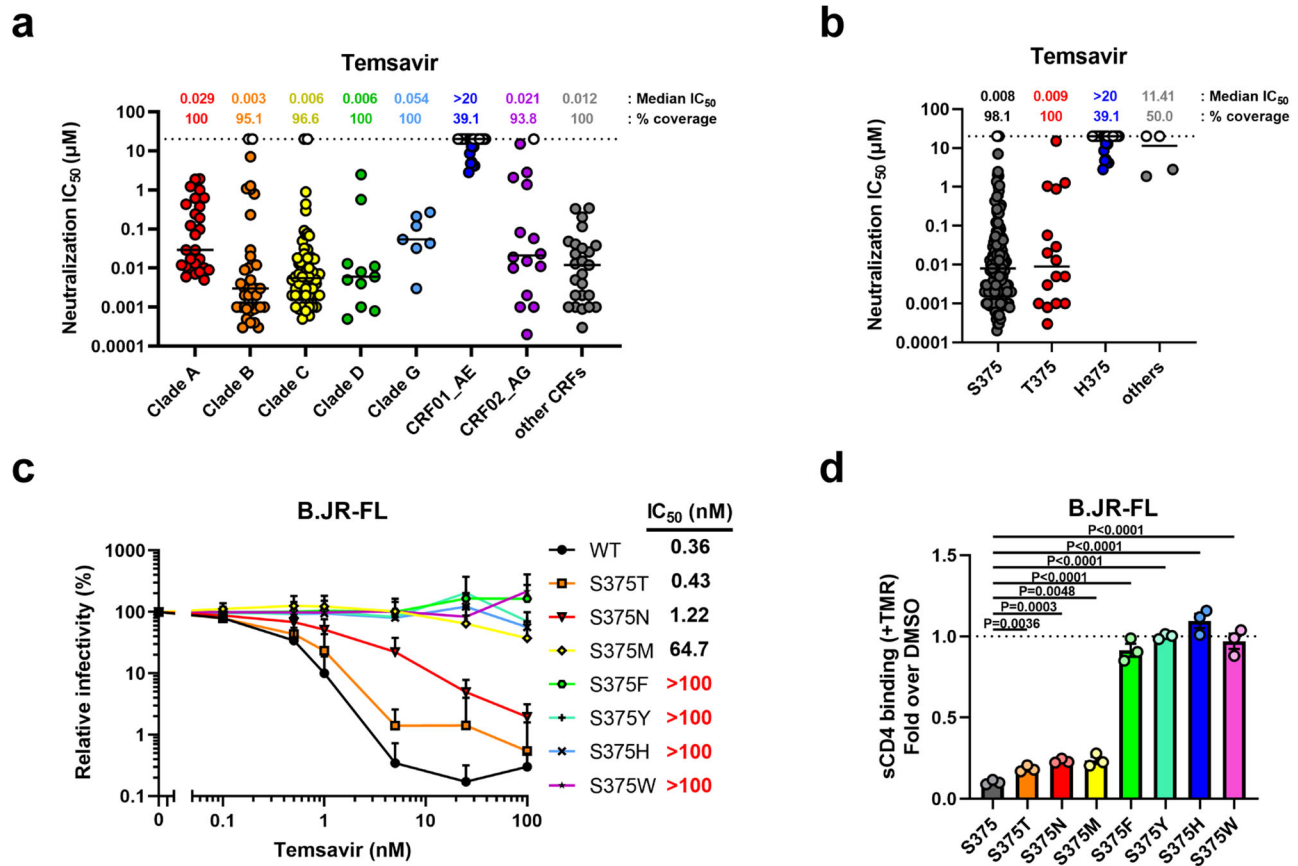 a
Temsavir
0.029 0.003 0.006 0.006 0.054 >20 0.021 0.012 : Median IC50
100 95.1 96.6 100 100 39.1 93.8 100 : % coverage
Neutralization IC50 (μM)
100
10
1
0.1
0.01
0.001
0.0001
Clade A
Clade B
Clade C
Clade D
Clade G
CRF01_AE
CRF02_AG
other CRFs
b
Temsavir
0.008 0.009 >20 11.41 : Median IC50
98.1 100 39.1 50.0 : % coverage
Neutralization IC50 (μM)
100
10
1
0.1
0.01
0.001
0.0001
S375
T375
H375
others
c
B.JR-FL
IC50 (nM)
WT 0.36
S375T 0.43
S375N 1.22
S375M 64.7
S375F >100
S375Y >100
S375H >100
S375W >100
Relative infectivity (%)
1000
100
10
1
0.1
0 0.1 1 10 100
Temsavir (nM)
d
B.JR-FL
P<0.0001
P<0.0001
P<0.0001
P<0.0001
P=0.0048
P=0.0003
P=0.0036
sCD4 binding (+TMR)
Fold over DMSO
1.5
1.0
0.5
0.0
S375
S375T
S375N
S375M
S375F
S375Y
S375H
S375W